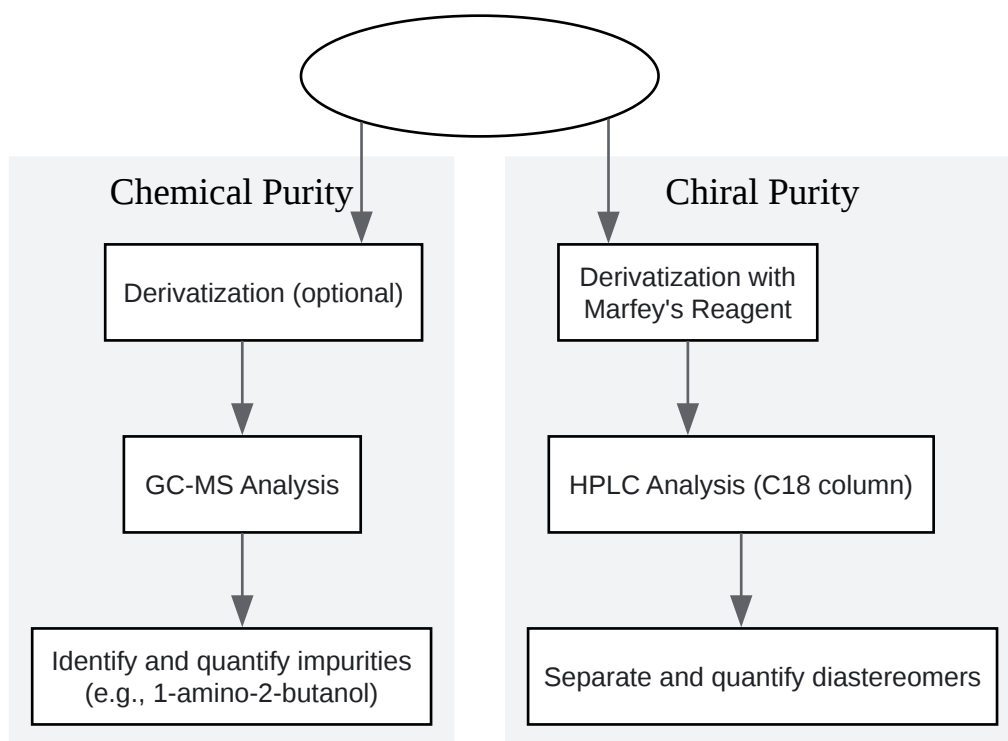 Chemical Purity
Derivatization (optional)
GC-MS Analysis
Identify and quantify impurities
(e.g., 1-amino-2-butanol)
Chiral Purity
Derivatization with
Marfey's Reagent
HPLC Analysis (C18 column)
Separate and quantify diastereomers